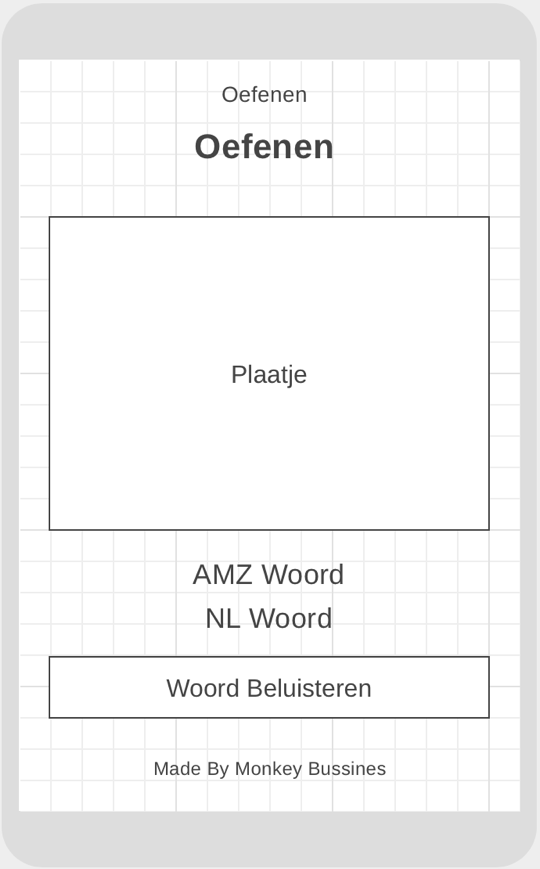 Oefenen
Oefenen
Plaatje
AMZ Woord
NL Woord
Woord Beluisteren
Made By Monkey Bussines